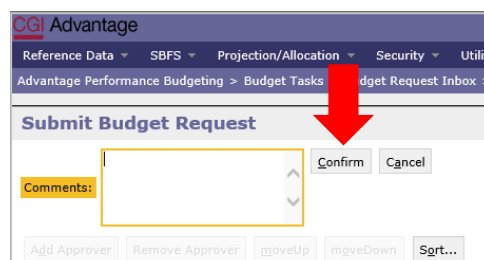 CGI Advantage
Reference Data SBFS Projection/Allocation Security Utili
Advantage Performance Budgeting > Budget Tasks dget Request Inbox
Submit Budget Request
Comments: Confirm Cancel
Add Approver Remove Approver moveUp moveDown Sort...